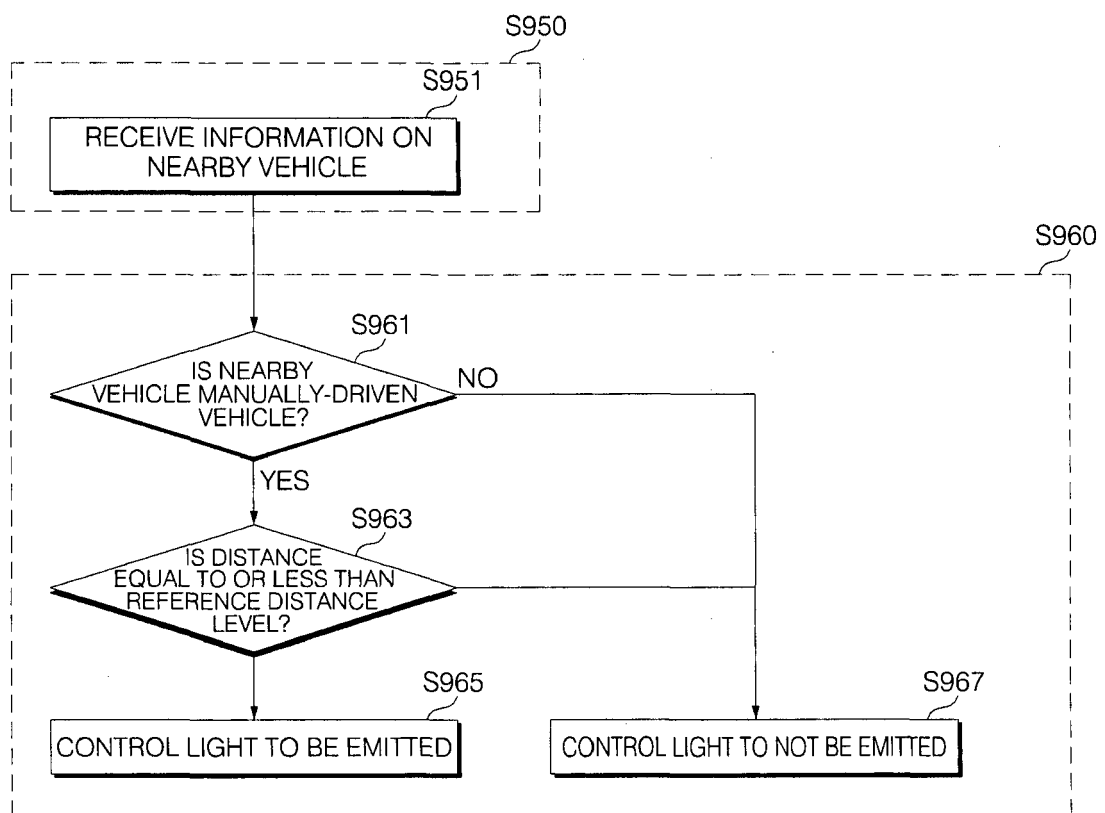 S950
S951
RECEIVE INFORMATION ON
NEARBY VEHICLE
S960
S961
IS NEARBY
VEHICLE MANUALLY-DRIVEN
VEHICLE?
NO
YES
S963
IS DISTANCE
EQUAL TO OR LESS THAN
REFERENCE DISTANCE
LEVEL?
S965
CONTROL LIGHT TO BE EMITTED
S967
CONTROL LIGHT TO NOT BE EMITTED